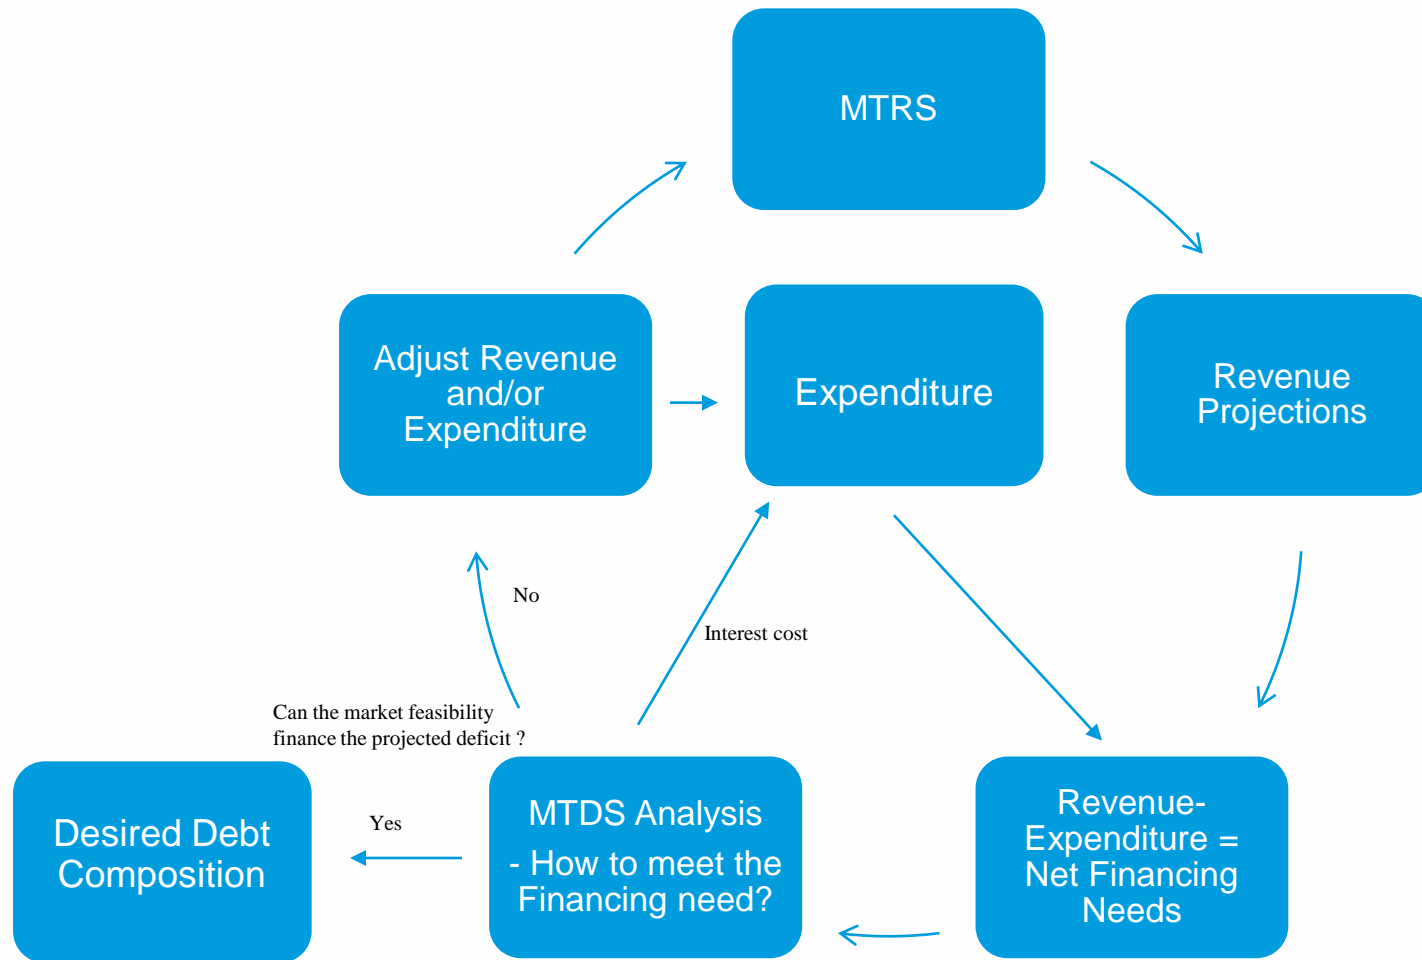 MTRS
Adjust Revenue
and/or
Expenditure
Expenditure
Revenue
Projections
No
Interest cost
Can the market feasibility
finance the projected deficit ?
Desired Debt
Composition
Yes
MTDS Analysis
- How to meet the
Financing need?
Revenue-
Expenditure =
Net Financing
Needs